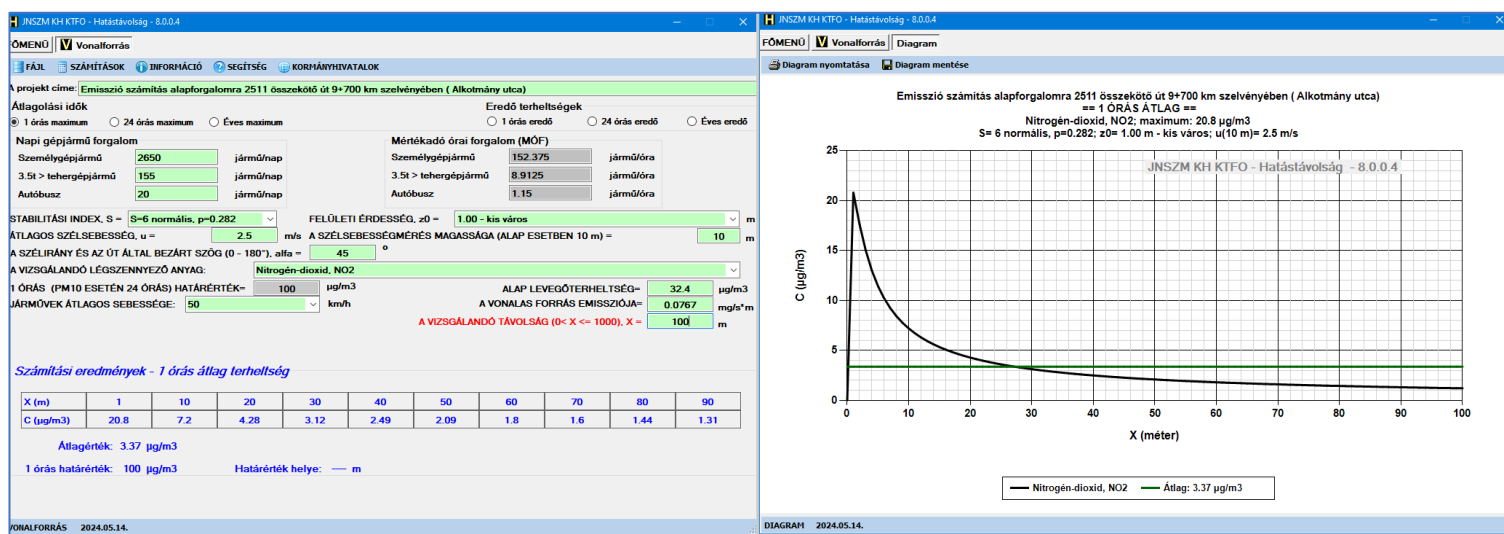 JNSZM KH KTFO - Hatástávolság - 8.0.0.4
FŐMENÜ Vonalforrás
FÁJL SZÁMÍTÁSOK INFORMÁCIÓ SEGÍTSÉG KORMÁNYHIVATALOK
A projekt címe: Emisszió számítás alapforgalomra 2511 összekötő út 9+700 km szelvényében ( Alkotmány utca)
Átlagolási idők Eredő terheltségek
1 órás maximum 24 órás maximum Éves maximum 1 órás eredő 24 órás eredő Éves eredő
Napi gépjármű forgalom Mértékadó órai forgalom (MÓF)
Személygépjármű 2650 jármű/nap Személygépjármű 152.375 jármű/óra
3.5t > tehergépjármű 155 jármű/nap 3.5t > tehergépjármű 8.9125 jármű/óra
Autóbusz 20 jármű/nap Autóbusz 1.15 jármű/óra
STABILITÁSI INDEX, S = S=6 normális, p=0.282 FELÜLETI ÉRDESSÉG, z0 = 1.00 - kis város m
ÁTLAGOS SZÉLSEBESSÉG, u = 2.5 m/s A SZÉLSEBESSÉGMÉRÉS MAGASSÁGA (ALAP ESETBEN 10 m) = 10 m
A SZÉLIRÁNY ÉS AZ ÚT ÁLTAL BEZÁRT SZÖG (0 - 180°), alfa = 45 °
A VIZSGÁLANDÓ LÉGSZENNYEZŐ ANYAG: Nitrogén-dioxid, NO2
1 ÓRÁS (PM10 ESETÉN 24 ÓRÁS) HATÁRÉRTÉK= 100 µg/m3 ALAP LEVEGŐTERHELTSÉG= 32.4 µg/m3
JÁRMŰVEK ÁTLAGOS SEBESSÉGE: 50 km/h A VONALAS FORRÁS EMISSZIÓJA= 0.0767 mg/s*m
A VIZSGÁLANDÓ TÁVOLSÁG (0< X <= 1000), X = 100 m
Számítási eredmények - 1 órás átlag terheltség
X (m) 1 10 20 30 40 50 60 70 80 90
C (µg/m3) 20.8 7.2 4.28 3.12 2.49 2.09 1.8 1.6 1.44 1.31
Átlagérték: 3.37 µg/m3
1 órás határérték: 100 µg/m3 Határérték helye: --- m
VONALFORRÁS 2024.05.14.
JNSZM KH KTFO - Hatástávolság - 8.0.0.4
FŐMENÜ Vonalforrás Diagram
Diagram nyomtatása Diagram mentése
Emisszió számítás alapforgalomra 2511 összekötő út 9+700 km szelvényében ( Alkotmány utca)
== 1 ÓRÁS ÁTLAG ==
Nitrogén-dioxid, NO2; maximum: 20.8 µg/m3
S= 6 normális, p=0.282; z0= 1.00 m - kis város; u(10 m)= 2.5 m/s
JNSZM KH KTFO - Hatástávolság - 8.0.0.4
25
20
15
10
5
0
C (µg/m3)
0 10 20 30 40 50 60 70 80 90 100
X (méter)
Nitrogén-dioxid, NO2 Átlag: 3.37 µg/m3
DIAGRAM 2024.05.14.